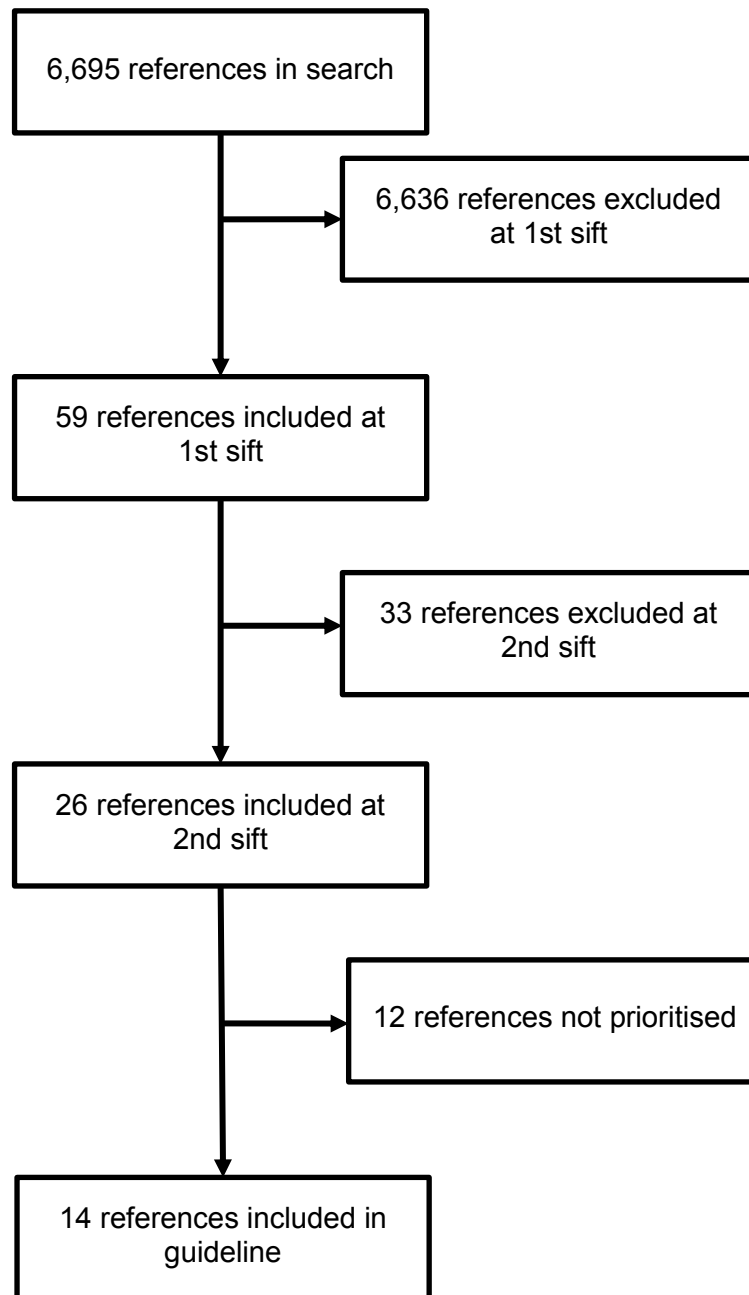 6,695 references in search
6,636 references excluded
at 1st sift
59 references included at
1st sift
33 references excluded at
2nd sift
26 references included at
2nd sift
12 references not prioritised
14 references included in
guideline